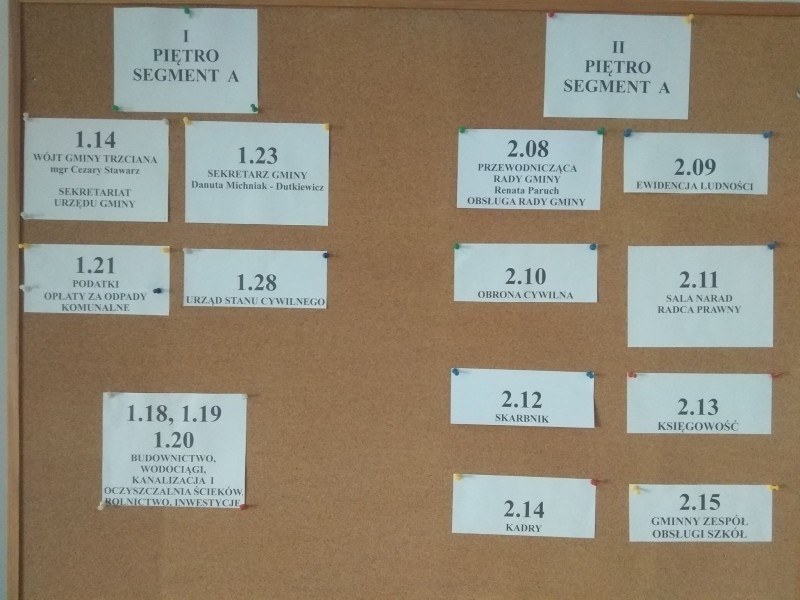 I
PIĘTRO
SEGMENT A
1.14
WÓJT GMINY TRZCIANA
mgr Cezary Stawarz
SEKRETARIAT
URZĘDU GMINY
1.23
SEKRETARZ GMINY
Danuta Michniak - Dutkiewicz
1.21
PODATKI
OPŁATY ZA ODPADY
KOMUNALNE
1.28
URZĄD STANU CYWILNEGO
1.18, 1.19
1.20
BUDOWNICTWO,
WODOCIĄGI,
KANALIZACJA I
OCZYSZCZALNIA ŚCIEKÓW,
ROLNICTWO, INWESTYCJE
II
PIĘTRO
SEGMENT A
2.08
PRZEWODNICZĄCA
RADY GMINY
Renata Paruch
OBSŁUGA RADY GMINY
2.09
EWIDENCJA LUDNOŚCI
2.10
OBRONA CYWILNA
2.11
SALA NARAD
RADCA PRAWNY
2.12
SKARBNIK
2.13
KSIĘGOWOŚĆ
2.14
KADRY
2.15
GMINNY ZESPÓŁ
OBSŁUGI SZKÓŁ